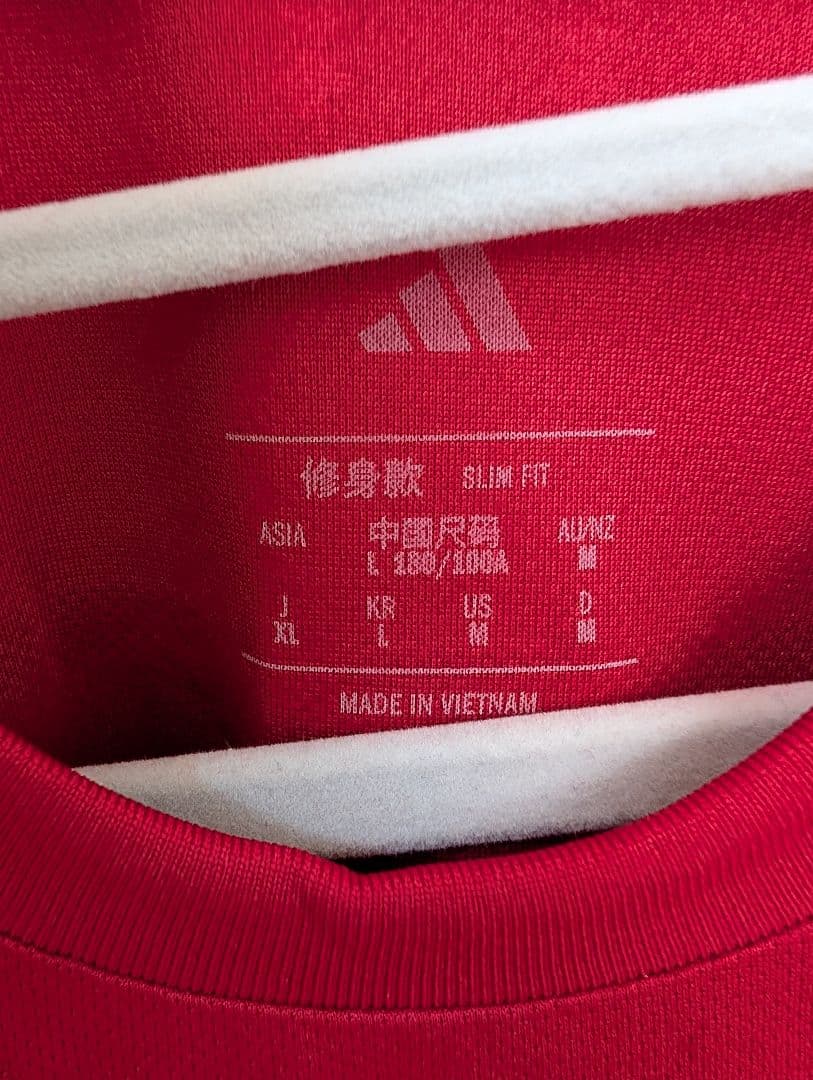 修身款 SLIM FIT
ASIA 中國尺码 AU/NZ
L 180/100A M
J KR US D
XL L M M
MADE IN VIETNAM